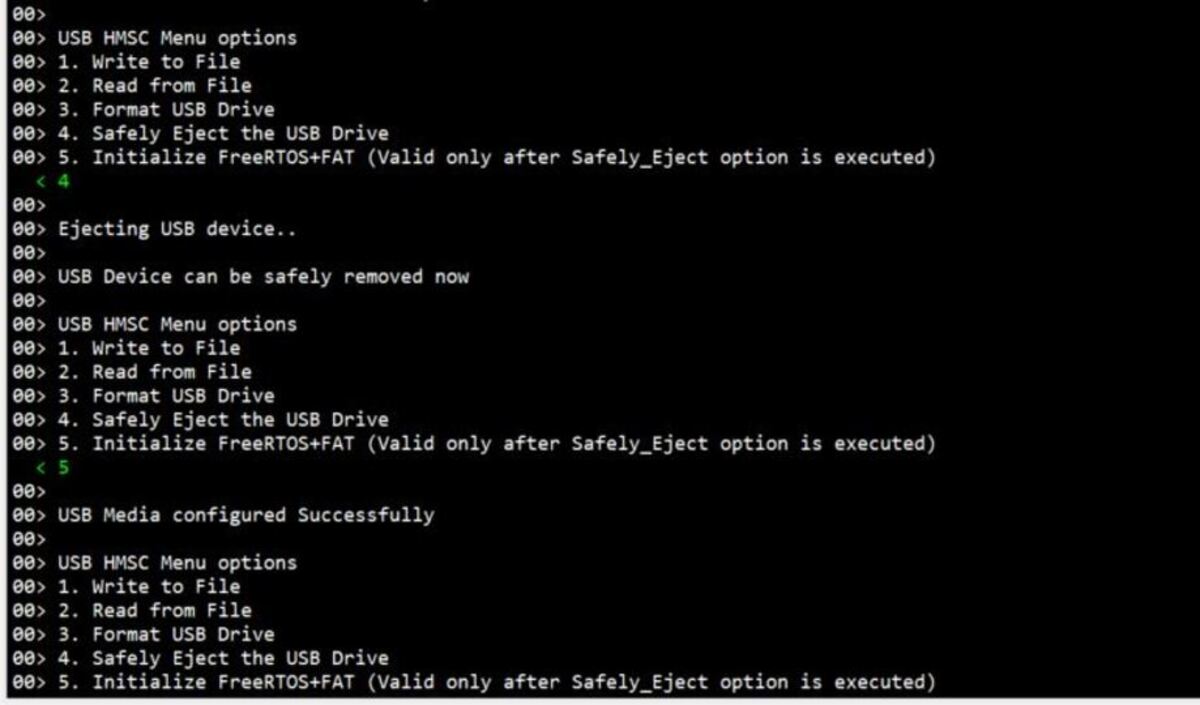 00>
00> USB HMSC Menu options
00> 1. Write to File
00> 2. Read from File
00> 3. Format USB Drive
00> 4. Safely Eject the USB Drive
00> 5. Initialize FreeRTOS+FAT (Valid only after Safely_Eject option is executed)
< 4
00>
00> Ejecting USB device..
00>
00> USB Device can be safely removed now
00>
00> USB HMSC Menu options
00> 1. Write to File
00> 2. Read from File
00> 3. Format USB Drive
00> 4. Safely Eject the USB Drive
00> 5. Initialize FreeRTOS+FAT (Valid only after Safely_Eject option is executed)
< 5
00>
00> USB Media configured Successfully
00>
00> USB HMSC Menu options
00> 1. Write to File
00> 2. Read from File
00> 3. Format USB Drive
00> 4. Safely Eject the USB Drive
00> 5. Initialize FreeRTOS+FAT (Valid only after Safely_Eject option is executed)